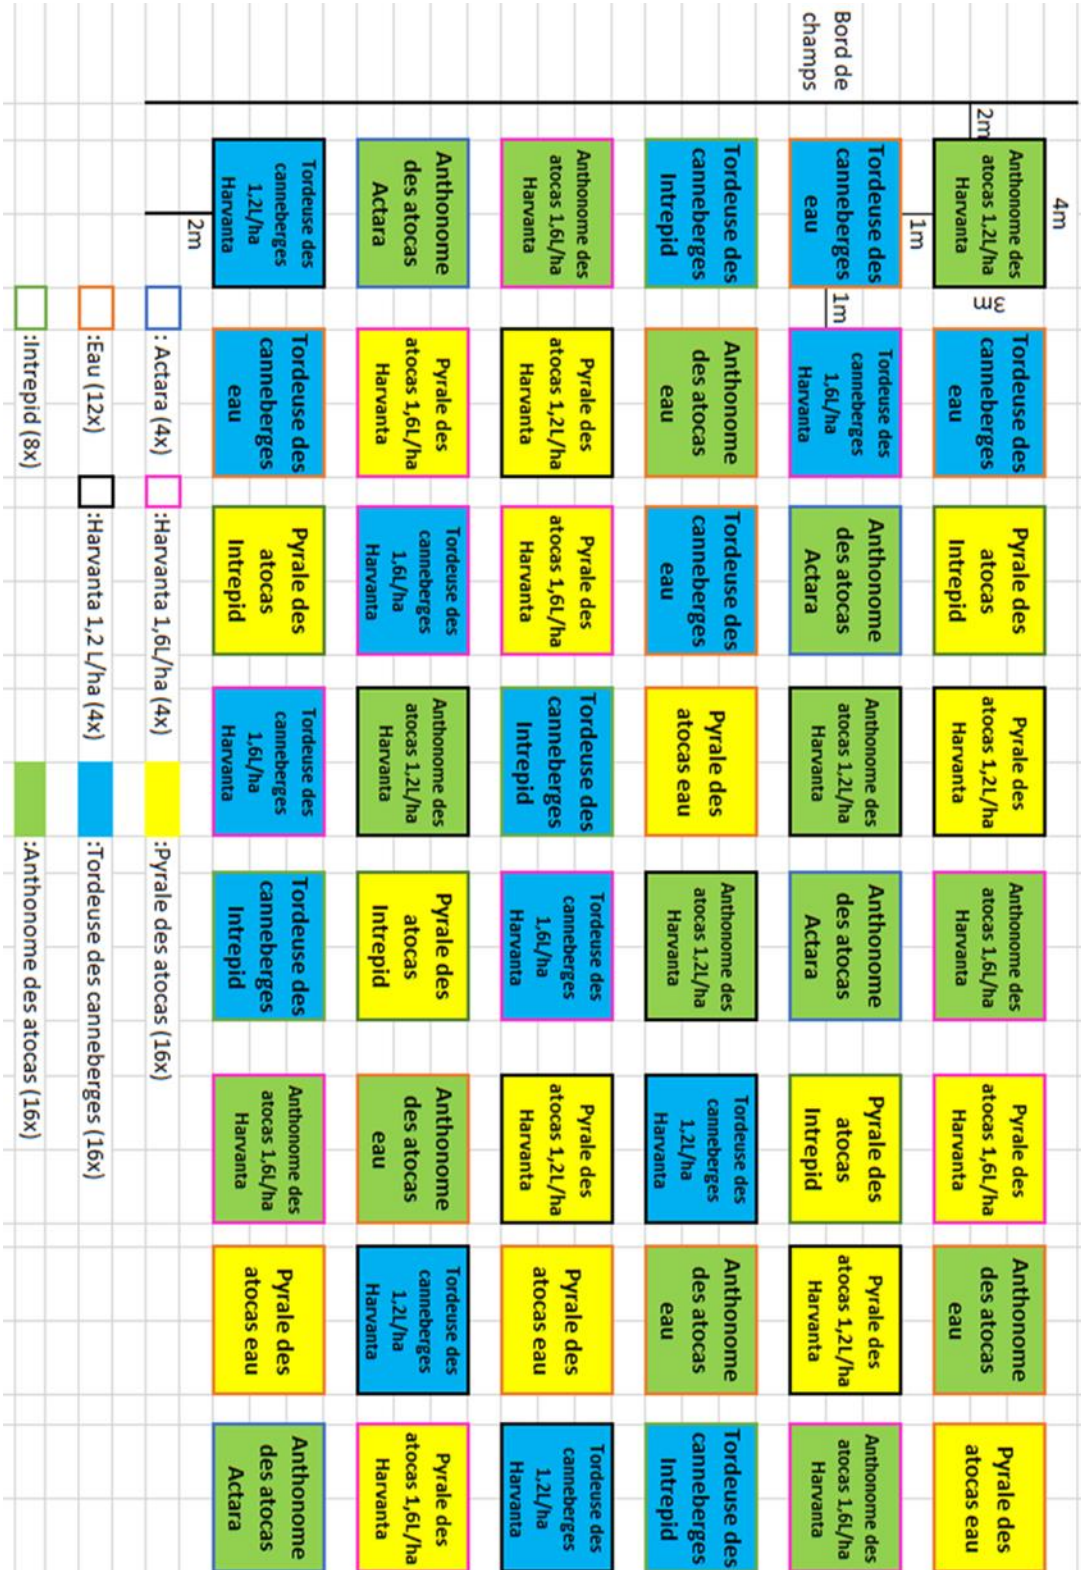 Bord de
champs
4m
2m
3m
1m
1m
2m
Anthonome des
atocas 1,2L/ha
Harvanta
Tordeuse des
canneberges
eau
Pyrale des
atocas
Intrepid
Pyrale des
atocas 1,2L/ha
Harvanta
Anthonome des
atocas 1,6L/ha
Harvanta
Pyrale des
atocas 1,6L/ha
Harvanta
Anthonome
des atocas
eau
Pyrale des
atocas eau
Tordeuse des
canneberges
eau
Tordeuse des
canneberges
1,6L/ha
Harvanta
Anthonome
des atocas
Actara
Anthonome des
atocas 1,2L/ha
Harvanta
Anthonome
des atocas
Actara
Pyrale des
atocas
Intrepid
Pyrale des
atocas 1,2L/ha
Harvanta
Anthonome des
atocas 1,6L/ha
Harvanta
Tordeuse des
canneberges
Intrepid
Anthonome
des atocas
eau
Tordeuse des
canneberges
eau
Pyrale des
atocas eau
Anthonome des
atocas 1,2L/ha
Harvanta
Tordeuse des
canneberges
1,2L/ha
Harvanta
Anthonome
des atocas
eau
Tordeuse des
canneberges
Intrepid
Anthonome des
atocas 1,6L/ha
Harvanta
Pyrale des
atocas 1,2L/ha
Harvanta
Pyrale des
atocas 1,6L/ha
Harvanta
Tordeuse des
canneberges
Intrepid
Tordeuse des
canneberges
1,6L/ha
Harvanta
Pyrale des
atocas 1,2L/ha
Harvanta
Pyrale des
atocas eau
Tordeuse des
canneberges
1,2L/ha
Harvanta
Anthonome
des atocas
Actara
Pyrale des
atocas 1,6L/ha
Harvanta
Tordeuse des
canneberges
1,6L/ha
Harvanta
Anthonome des
atocas 1,2L/ha
Harvanta
Pyrale des
atocas
Intrepid
Anthonome
des atocas
eau
Tordeuse des
canneberges
1,2L/ha
Harvanta
Pyrale des
atocas 1,6L/ha
Harvanta
Tordeuse des
canneberges
1,2L/ha
Harvanta
Tordeuse des
canneberges
eau
Pyrale des
atocas
Intrepid
Tordeuse des
canneberges
1,6L/ha
Harvanta
Tordeuse des
canneberges
Intrepid
Anthonome des
atocas 1,6L/ha
Harvanta
Pyrale des
atocas eau
Anthonome
des atocas
Actara
: Actara (4x)
:Harvanta 1,6L/ha (4x)
:Pyrale des atocas (16x)
:Eau (12x)
:Harvanta 1,2 L/ha (4x)
:Tordeuse des canneberges (16x)
:Intrepid (8x)
:Anthonome des atocas (16x)